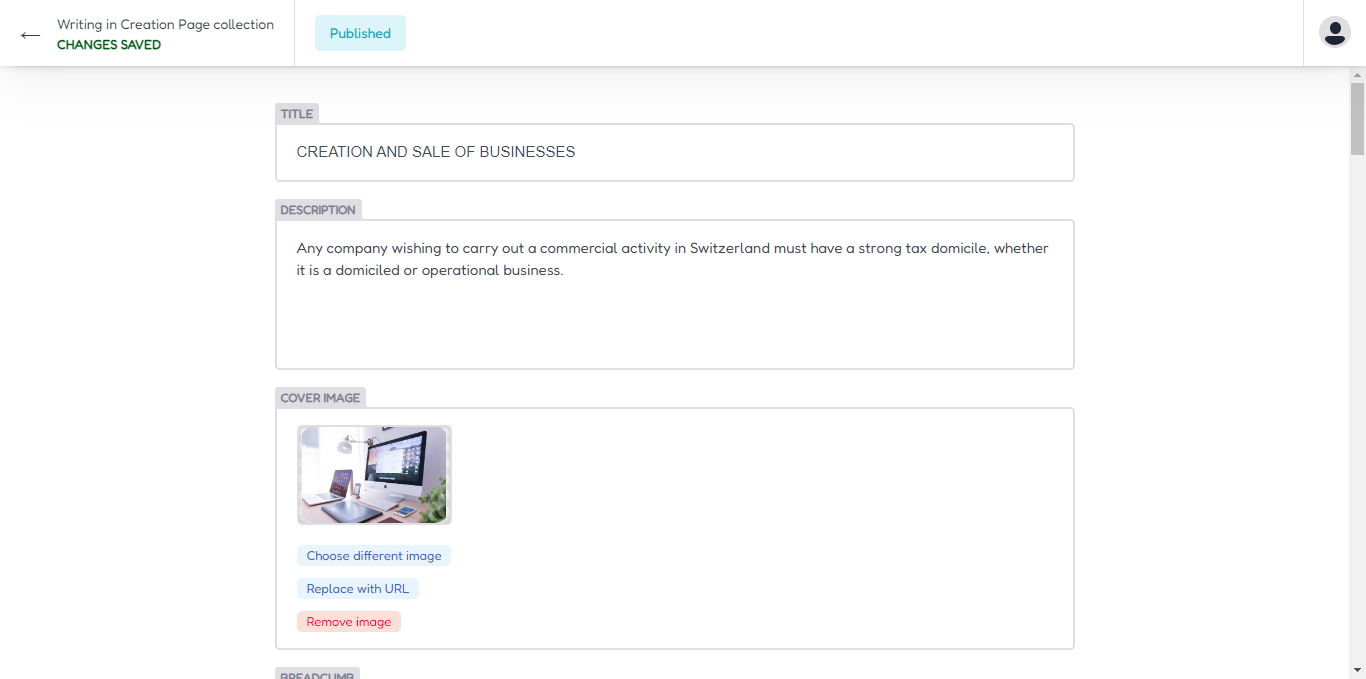 Writing in Creation Page collection
CHANGES SAVED
Published
TITLE
CREATION AND SALE OF BUSINESSES
DESCRIPTION
Any company wishing to carry out a commercial activity in Switzerland must have a strong tax domicile, whether
it is a domiciled or operational business.
COVER IMAGE
Choose different image
Replace with URL
Remove image
BREADCUMB